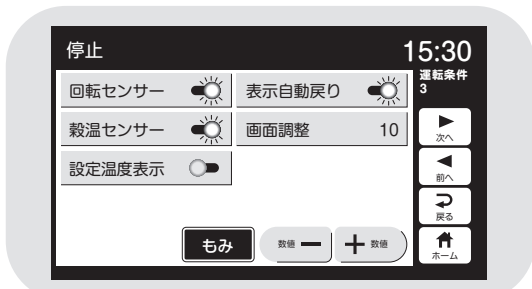 停止
15:30
運転条件
3
回転センサー
表示自動戻り
穀温センサー
画面調整 10
設定温度表示
次へ
前へ
戻る
ホーム
もみ
数値 ー
＋ 数値